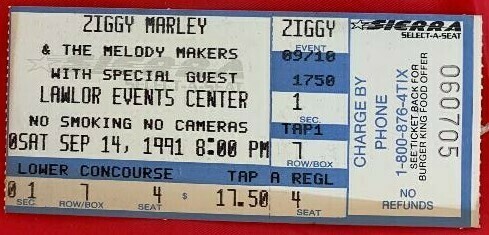 ZIGGY MARLEY
& THE MELODY MAKERS
WITH SPECIAL GUEST
LAWLOR EVENTS CENTER
NO SMOKING NO CAMERAS
0SAT SEP 14, 1991 8:00 PM
LOWER CONCOURSE TAP A REGL
01 7 4 $ 17.50
SEC. ROW/BOX SEAT
ZIGGY
EVENT
09/10
1750
1
SEC.
TAP1
7
ROW/BOX
4
SEAT
SIERRA
SELECT-A-SEAT
CHARGE BY
PHONE
1-800-876-4TIX
SEE TICKET BACK FOR
BURGER KING FOOD OFFER
NO
REFUNDS
060705